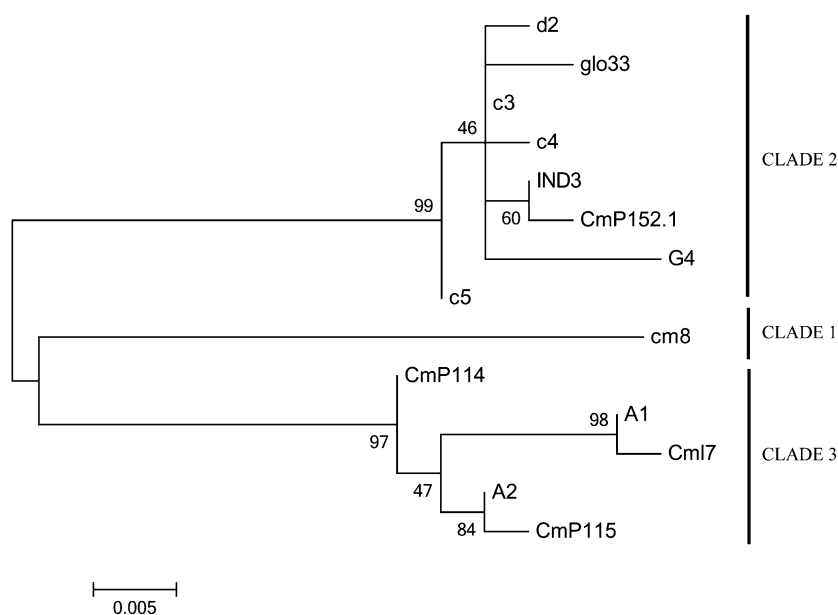 d2
glo33
c3
46
c4
CLADE 2
IND3
99
60
CmP152.1
G4
c5
cm8
CLADE 1
CmP114
98
A1
97
CmI7
CLADE 3
47
A2
84
CmP115
0.005